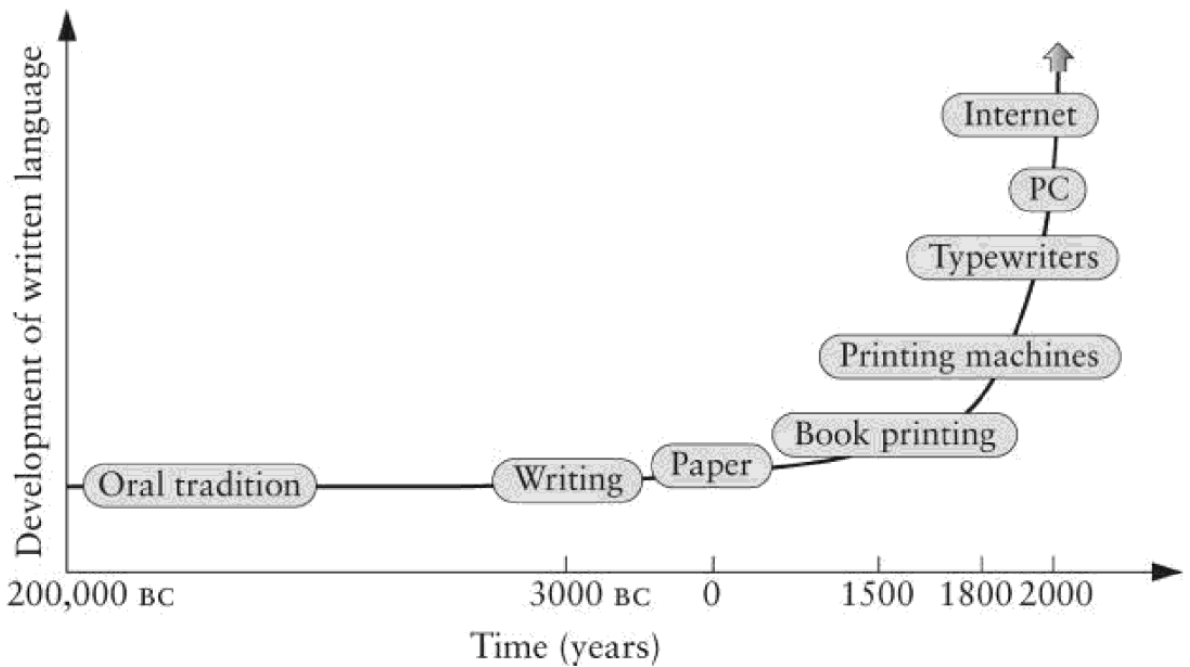 Development of written language
Internet
PC
Typewriters
Printing machines
Book printing
Paper
Writing
Oral tradition
200,000 BC 3000 BC 0 1500 1800 2000
Time (years)